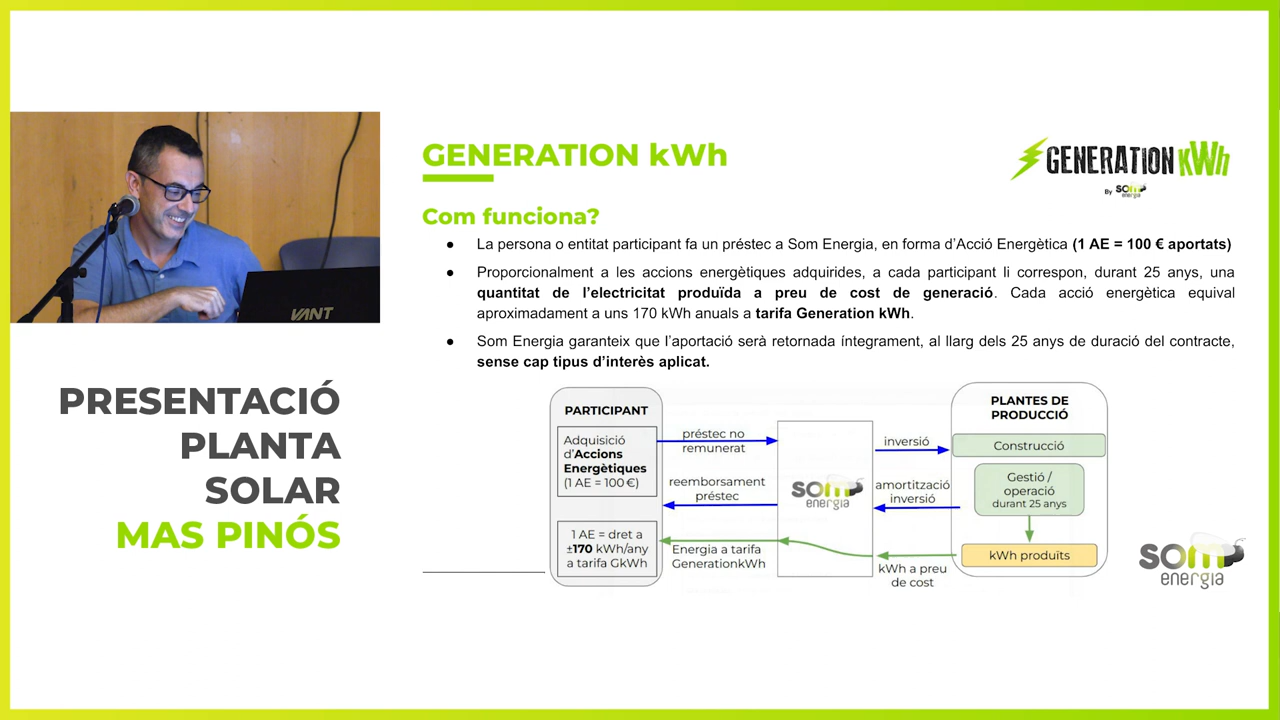 VANT
PRESENTACIÓ
PLANTA
SOLAR
MAS PINÓS
GENERATION kWh
GENERATION kWh
By som energia
Com funciona?
● La persona o entitat participant fa un préstec a Som Energia, en forma d'Acció Energètica (1 AE = 100 € aportats)
● Proporcionalment a les accions energètiques adquirides, a cada participant li correspon, durant 25 anys, una
quantitat de l'electricitat produïda a preu de cost de generació. Cada acció energètica equival
aproximadament a uns 170 kWh anuals a tarifa Generation kWh.
● Som Energia garanteix que l'aportació serà retornada íntegrament, al llarg dels 25 anys de duració del contracte,
sense cap tipus d'interès aplicat.
PARTICIPANT
Adquisició
d'Accions
Energètiques
(1 AE = 100 €)
1 AE = dret a
±170 kWh/any
a tarifa GkWh
préstec no
remunerat
reemborsament
préstec
Energia a tarifa
GenerationkWh
som
energia
inversió
amortització
inversió
kWh a preu
de cost
PLANTES DE
PRODUCCIÓ
Construcció
Gestió /
operació
durant 25 anys
kWh produïts
som
energia